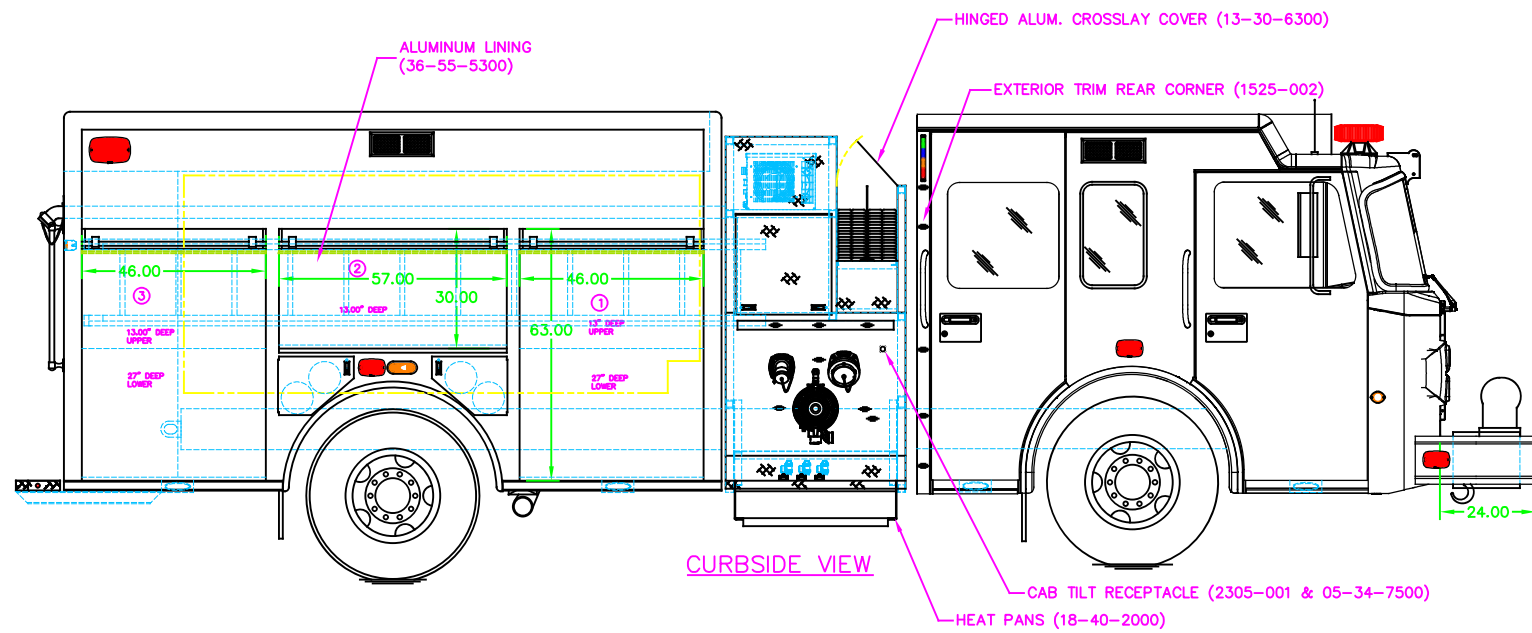 HINGED ALUM. CROSSLAY COVER (13-30-6300)
ALUMINUM LINING
(36-55-5300)
EXTERIOR TRIM REAR CORNER (1525-002)
46.00
57.00
46.00
2
3
1
30.00
63.00
13.00" DEEP
13.00" DEEP
UPPER
13" DEEP
UPPER
27" DEEP
LOWER
27" DEEP
LOWER
24.00
CURBSIDE VIEW
CAB TILT RECEPTACLE (2305-001 & 05-34-7500)
HEAT PANS (18-40-2000)